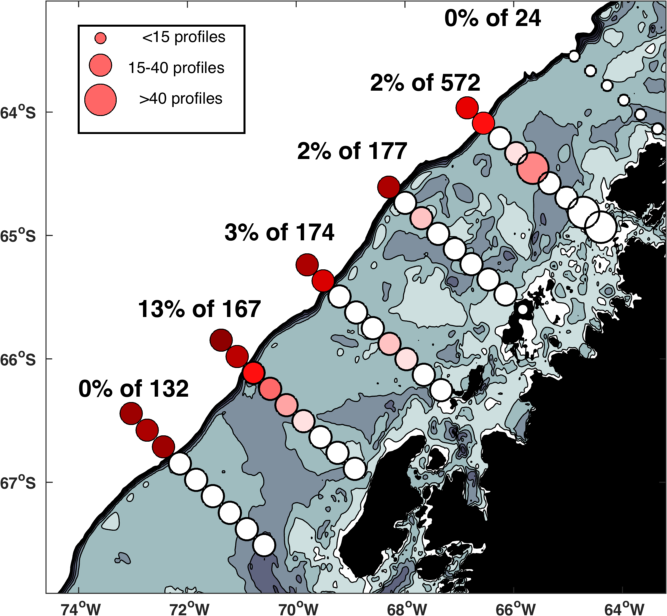 0% of 24
<15 profiles
15-40 profiles
>40 profiles
2% of 572
64°S
2% of 177
65°S
3% of 174
13% of 167
66°S
0% of 132
67°S
74°W 72°W 70°W 68°W 66°W 64°W